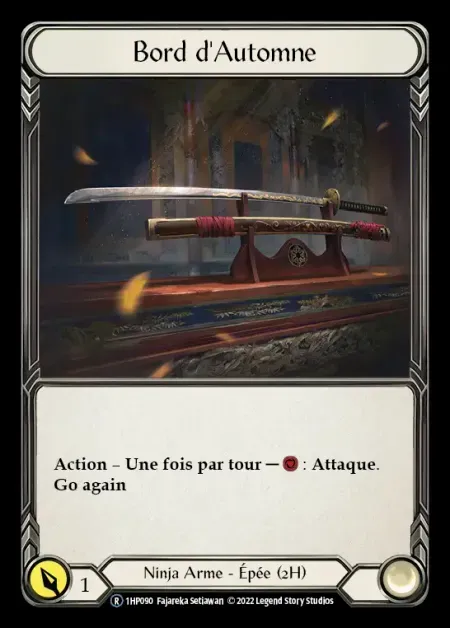 Bord d'Automne
Action – Une fois par tour — : Attaque.
Go again
1
Ninja Arme - Épée (2H)
R 1HP090 Fajareka Setiawan © 2022 Legend Story Studios